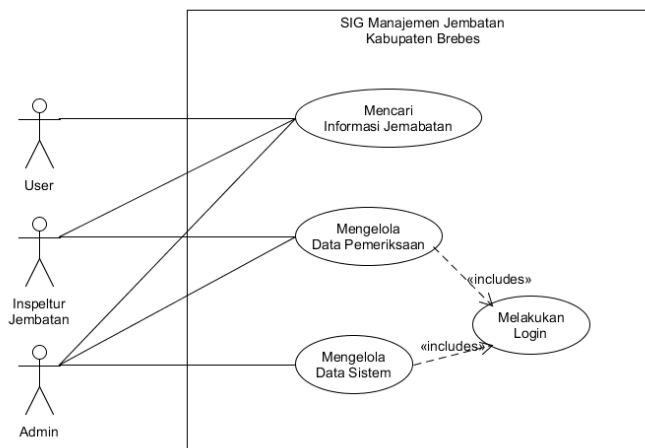 SIG Manajemen Jembatan
Kabupaten Brebes
Mencari
Informasi Jemabatan
User
Mengelola
Data Pemeriksaan
«includes»
Inspeltur
Jembatan
Melakukan
Login
«includes»
Mengelola
Data Sistem
Admin